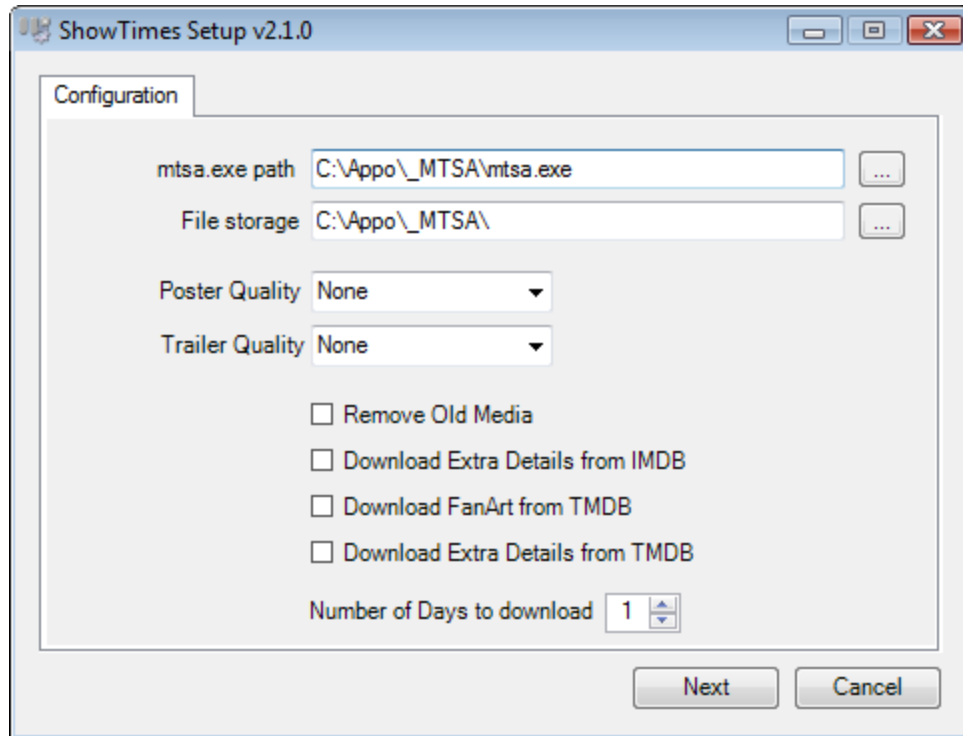 ShowTimes Setup v2.1.0
Configuration
mtsa.exe path C:\Appo\_MTSA\mtsa.exe ...
File storage C:\Appo\_MTSA\ ...
Poster Quality None
Trailer Quality None
Remove Old Media
Download Extra Details from IMDB
Download FanArt from TMDB
Download Extra Details from TMDB
Number of Days to download 1
Next Cancel